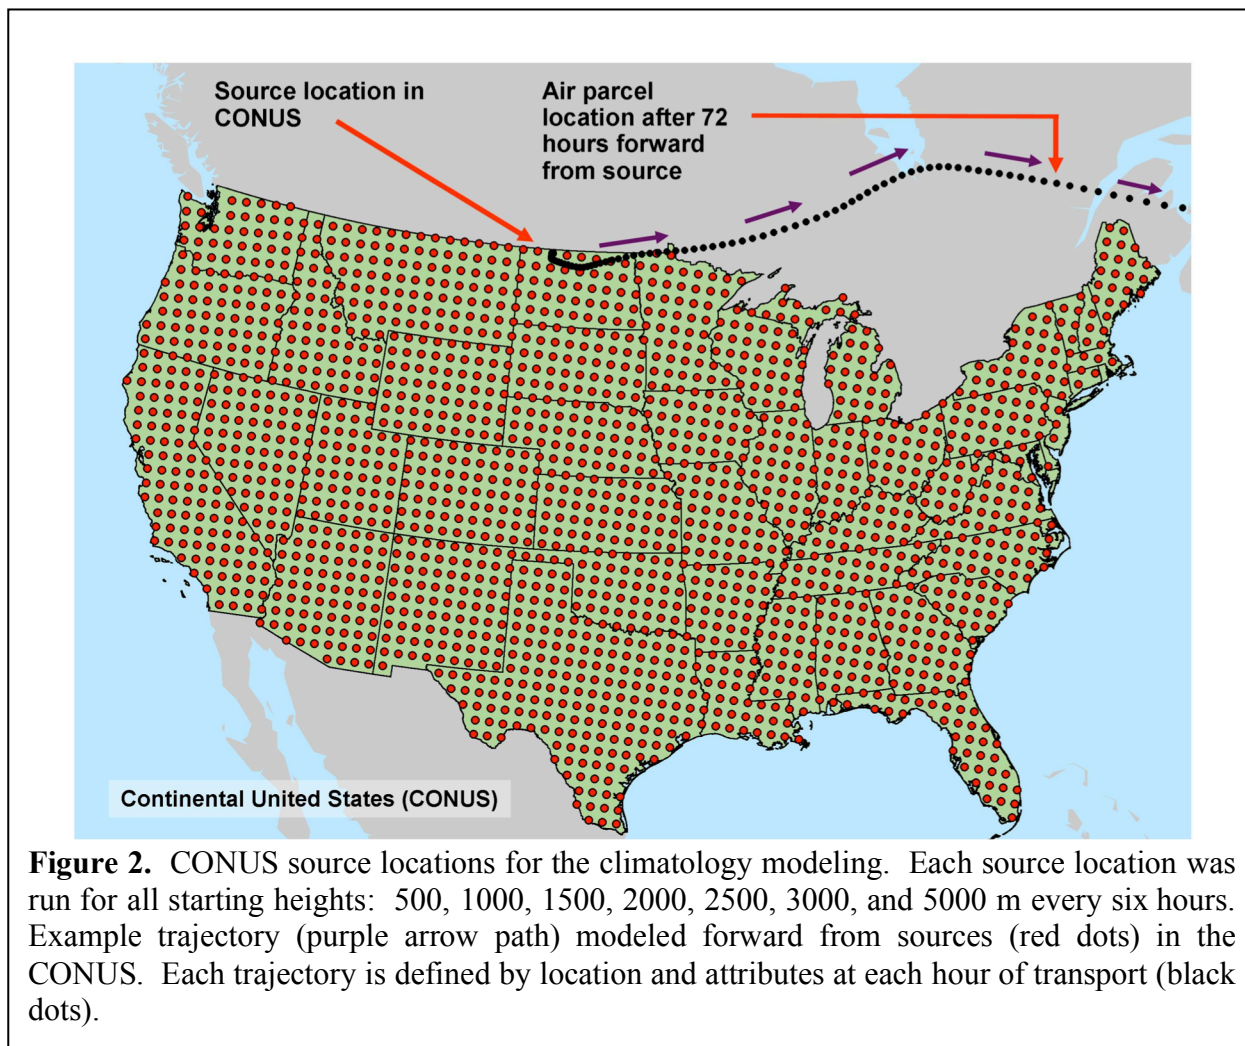 Source location in
CONUS
Air parcel
location after 72
hours forward
from source
Continental United States (CONUS)
Figure 2. CONUS source locations for the climatology modeling. Each source location was
run for all starting heights: 500, 1000, 1500, 2000, 2500, 3000, and 5000 m every six hours.
Example trajectory (purple arrow path) modeled forward from sources (red dots) in the
CONUS. Each trajectory is defined by location and attributes at each hour of transport (black
dots).